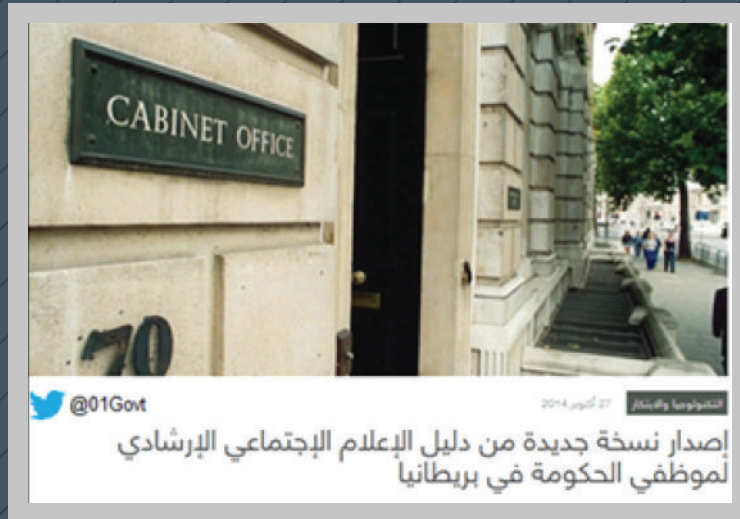 CABINET OFFICE
70
@01Govt
27 أكتوبر 2014
التكنولوجيا والابتكار
إصدار نسخة جديدة من دليل الإعلام الإجتماعي الإرشادي
لموظفي الحكومة في بريطانيا